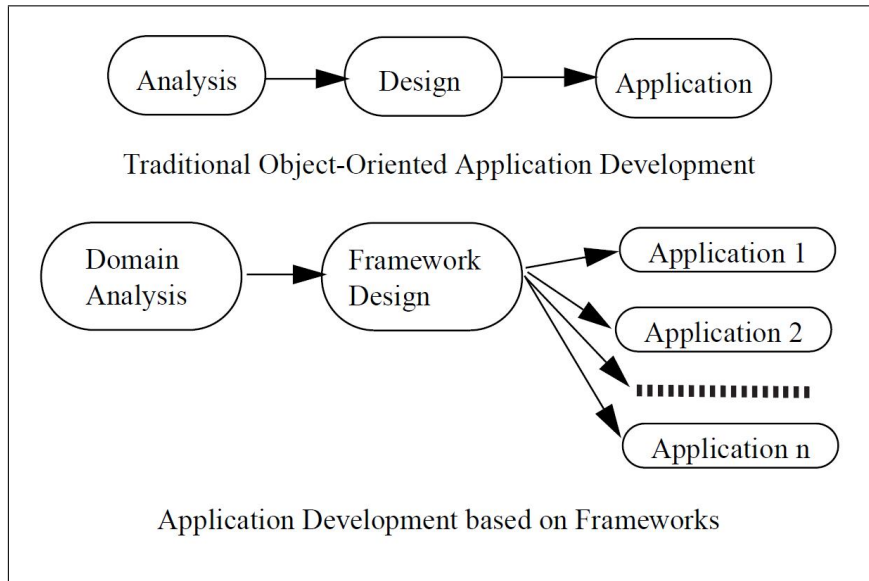 Analysis
Design
Application
Traditional Object-Oriented Application Development
Domain
Analysis
Framework
Design
Application 1
Application 2
Application n
Application Development based on Frameworks